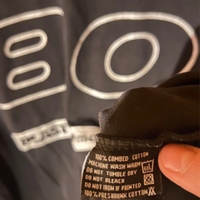 80
100% COMBED COTTON
MACHINE WASH WARM
DO NOT TUMBLE DRY
DO NOT BLEACH
DO NOT IRON IF PRINTED
100% PRESHRUNK COTTON